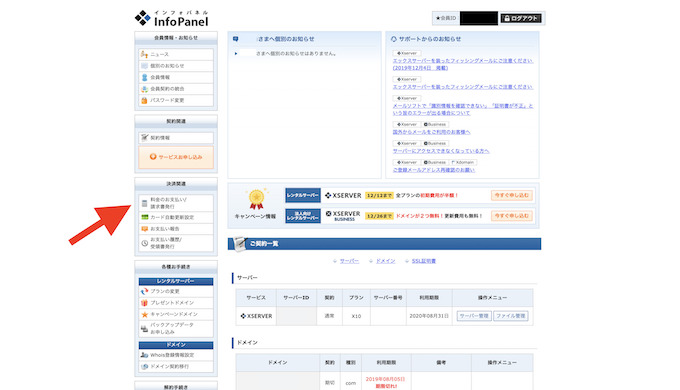 インフォパネル
InfoPanel
★会員ID
ログアウト
会員情報・お知らせ
ニュース
個別のお知らせ
会員情報
会員契約の統合
パスワード変更
契約関連
契約情報
サービスお申し込み
決済関連
料金のお支払い/
請求書発行
カード自動更新設定
お支払い報告
お支払い履歴/
受領書発行
各種お手続き
レンタルサーバー
プランの変更
プレゼントドメイン
キャンペーンドメイン
バックアップデータ
お申し込み
ドメイン
Whois登録情報設定
ドメイン契約移行
解約手続き
さまへ個別のお知らせ
さまへ個別のお知らせはありません。
サポートからのお知らせ
Xserver
エックスサーバーを装ったフィッシングメールにご注意ください
(2019年12月4日 掲載)
Xserver
エックスサーバーを装ったフィッシングメールにご注意ください
Xserver
メールソフトで「識別情報を確認できない」「証明書が不正」と
いった旨のエラーが出る場合について
Xserver Business
国外からメールをご利用のお客様へ
Xserver Business
サーバーにアクセスできなくなっている方へ
Xserver Business Xdomain
ご登録メールアドレス再確認のお願い
キャンペーン情報
レンタルサーバー XSERVER 12/12まで 全プランの初期費用が半額! 今すぐ申し込む
法人向け
レンタルサーバー XSERVER BUSINESS 12/26まで ドメインが2つ無料!更新費用も無料! 今すぐ申し込む
ご契約一覧
サーバー ドメイン SSL証明書
サーバー
サービス サーバーID 契約 プラン サーバー番号 利用期限 操作メニュー
XSERVER 通常 X10 2020年08月31日 サーバー管理 ファイル管理
ドメイン
ドメイン 契約 種別 利用期限 備考 操作メニュー
期切 com 2019年08月05日
期限切れ!